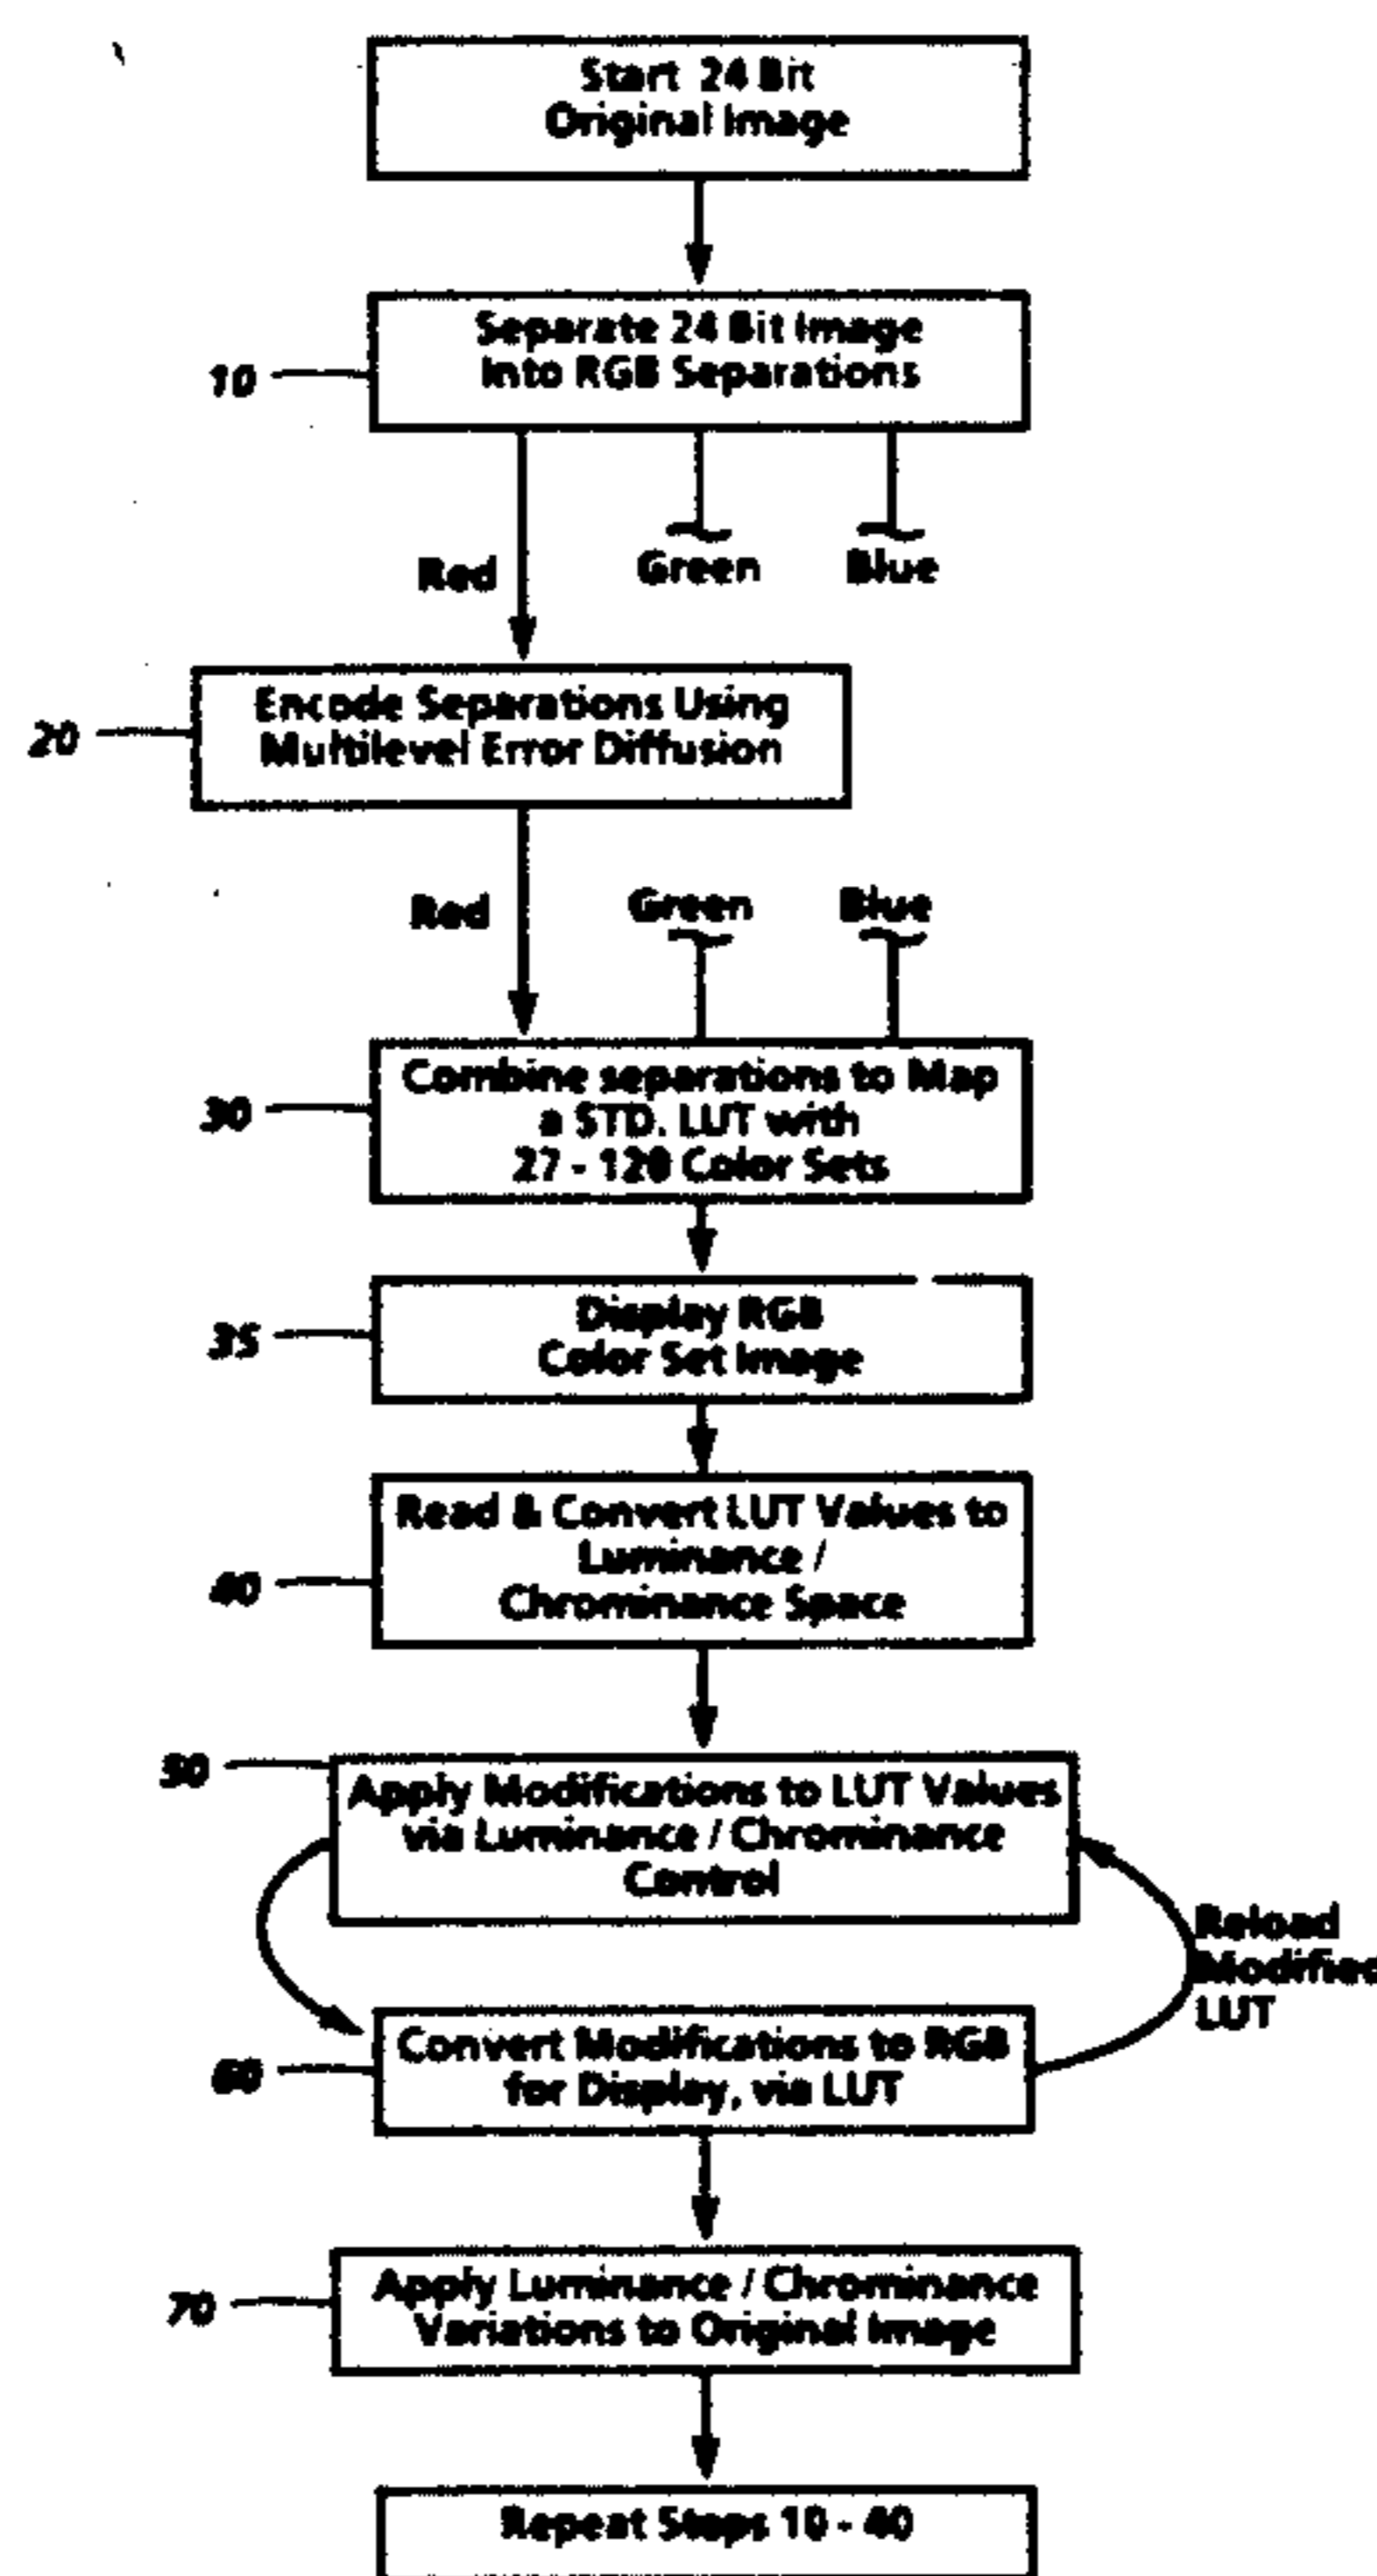 Start 24 Bit
Original Image
10
Separate 24 Bit Image
Into RGB Separations
Red
Green
Blue
20
Encode Separations Using
Multilevel Error Diffusion
Red
Green
Blue
30
Combine separations to Map
a STD. LUT with
27 - 128 Color Sets
35
Display RGB
Color Set Image
40
Read & Convert LUT Values to
Luminance /
Chrominance Space
50
Apply Modifications to LUT Values
via Luminance / Chrominance
Control
Reload
Modified
LUT
60
Convert Modifications to RGB
for Display, via LUT
70
Apply Luminance / Chrominance
Variations to Original Image
Repeat Steps 10 - 40